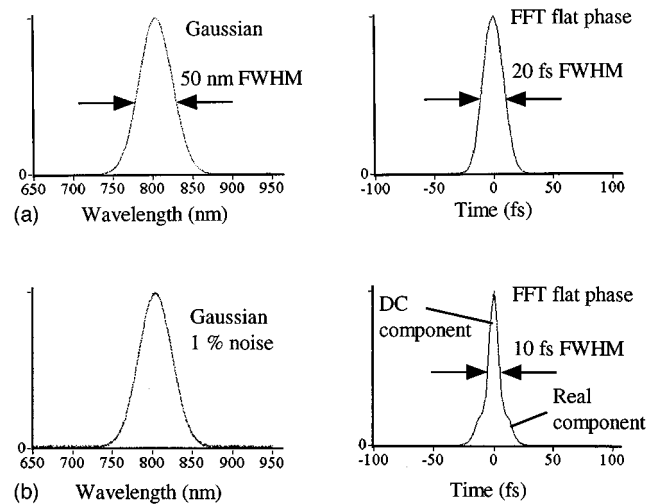 Gaussian
50 nm FWHM
0
650 700 750 800 850 900 950
(a) Wavelength (nm)
FFT flat phase
20 fs FWHM
0
-100 -50 0 50 100
Time (fs)
Gaussian
1 % noise
0
650 700 750 800 850 900 950
(b) Wavelength (nm)
FFT flat phase
DC
component
10 fs FWHM
Real
component
0
-100 -50 0 50 100
Time (fs)